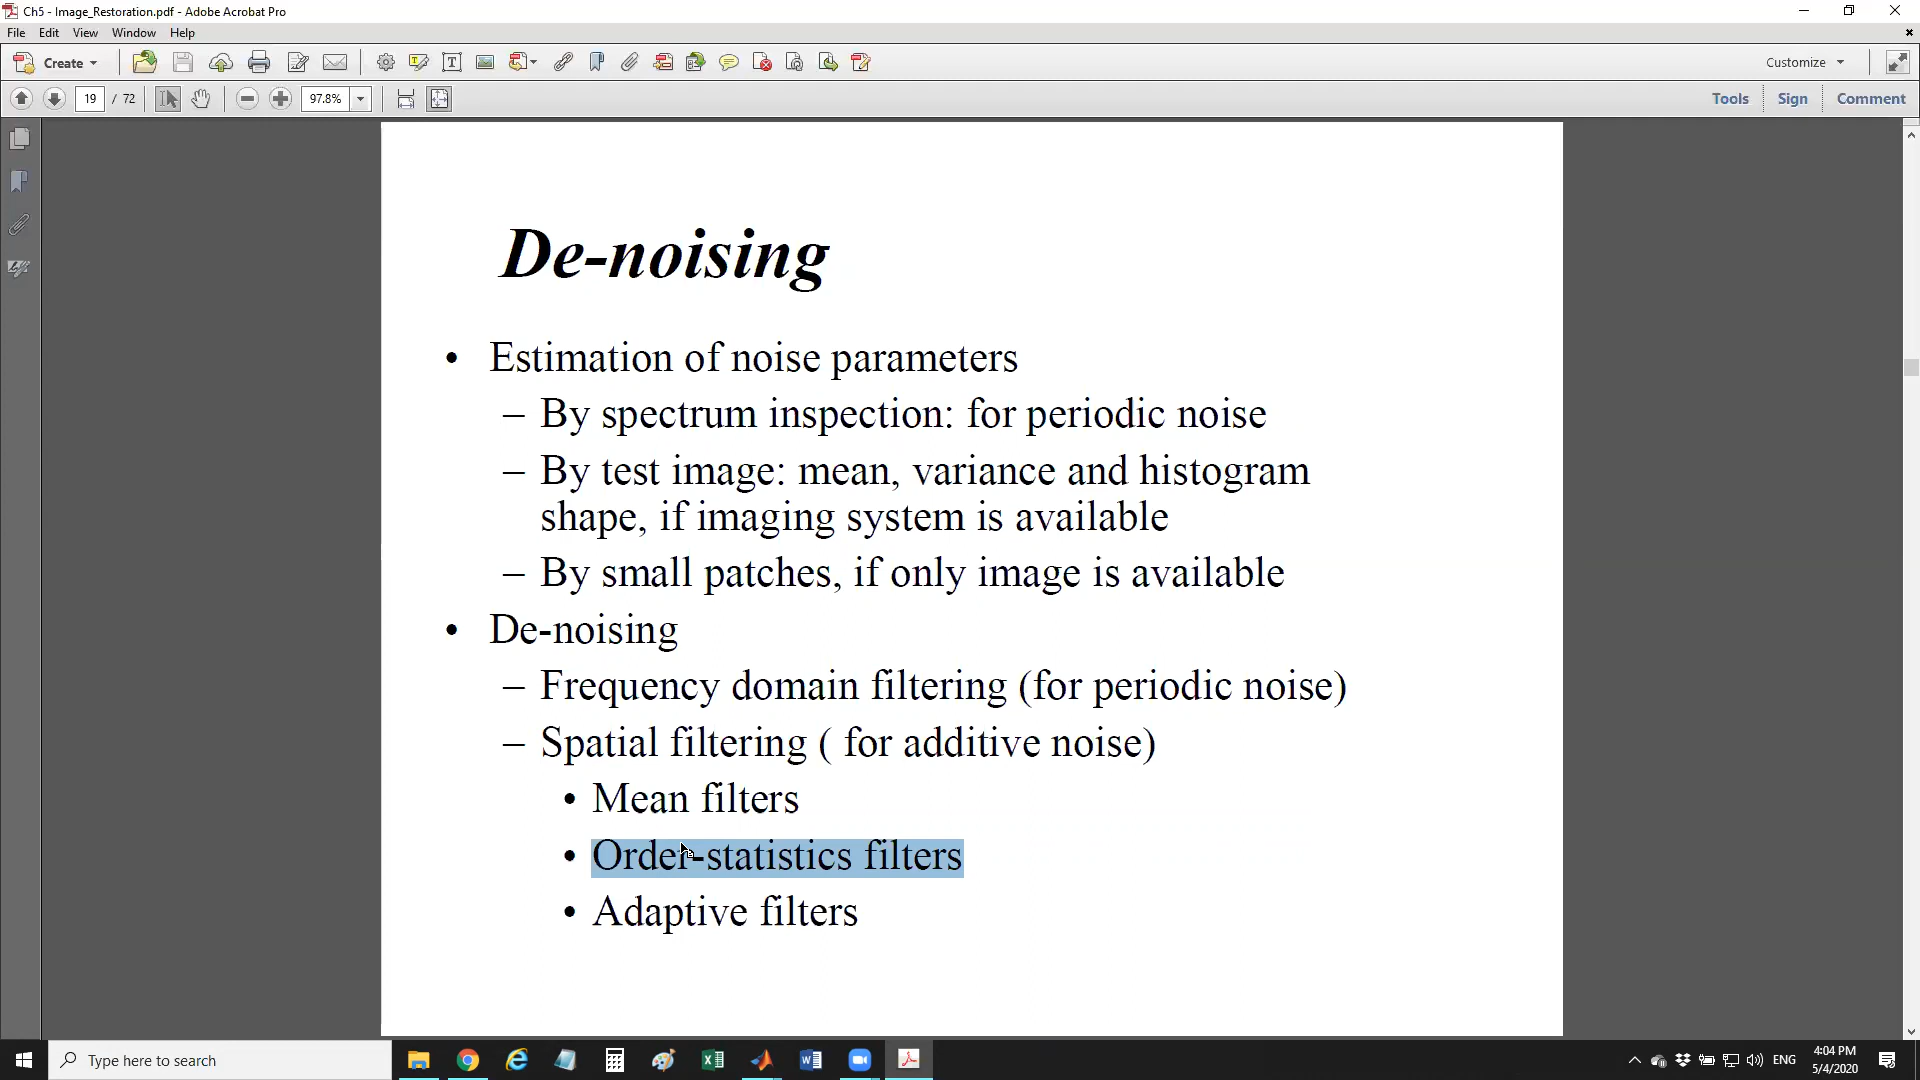 Ch5 - Image_Restoration.pdf - Adobe Acrobat Pro
File Edit View Window Help
Create
Customize
19 / 72
97.8%
Tools Sign Comment
De-noising
• Estimation of noise parameters
– By spectrum inspection: for periodic noise
– By test image: mean, variance and histogram
shape, if imaging system is available
– By small patches, if only image is available
• De-noising
– Frequency domain filtering (for periodic noise)
– Spatial filtering ( for additive noise)
• Mean filters
• Order-statistics filters
• Adaptive filters
Type here to search
ENG
4:04 PM
5/4/2020